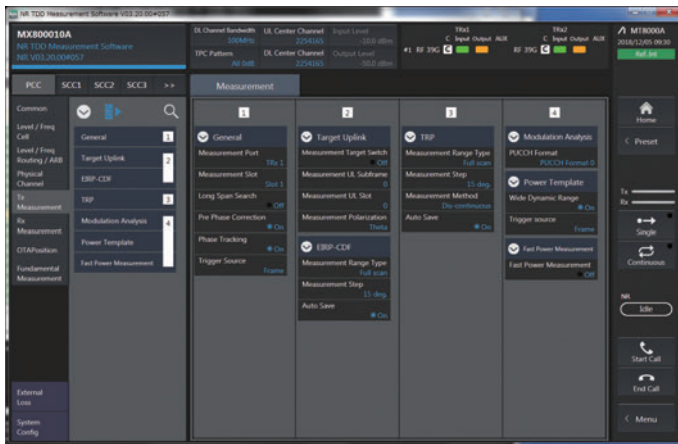 NR TDD Measurement Software V03.20.00#057
MX800010A
NR TDD Measurement Software
NR V03.20.00#057
DL Channel Bandwidth
100MHz
UL Center Channel
2254165
Input Level
-20.0 dBm
TPC Pattern
All 0dB
DL Center Channel
2254165
Output Level
-50.0 dBm
TRx1
C Input Output AUX
#1 RF 39G C
TRx2
C Input Output AUX
RF 39G C
MT8000A
2018/12/05 09:30
Ref. Int
PCC SCC1 SCC2 SCC3 >>
Common
Level / Freq
Cell
Level / Freq
Routing / ARB
Physical
Channel
Tx
Measurement
Rx
Measurement
OTAPosition
Fundamental
Measurement
External
Loss
System
Config
General 1
Target Uplink 2
EIRP-CDF
TRP 3
Modulation Analysis 4
Power Template
Fast Power Measurement
Measurement
1
General
Measurement Port
TRx 1
Measurement Slot
Slot 1
Long Span Search
Off
Pre Phase Correction
On
Phase Tracking
On
Trigger Source
Frame
2
Target Uplink
Measurement Target Switch
Off
Measurement UL Subframe
0
Measurement UL Slot
0
Measurement Polarization
Theta
EIRP-CDF
Measurement Range Type
Full scan
Measurement Step
15 deg.
Auto Save
On
3
TRP
Measurement Range Type
Full scan
Measurement Step
15 deg.
Measurement Method
Dis-continuous
Auto Save
On
4
Modulation Analysis
PUCCH Format
PUCCH Format 0
Power Template
Wide Dynamic Range
On
Trigger source
Frame
Fast Power Measurement
Fast Power Measurement
Off
Home
< Preset
Tx
Rx
Single
Continuous
NR
Idle
Start Call
End Call
< Menu